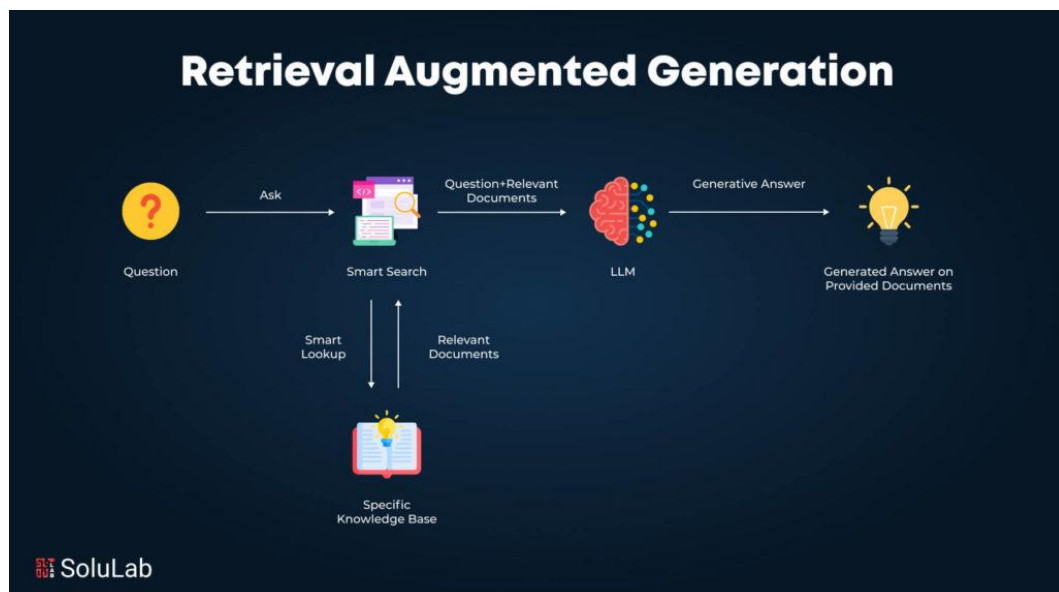 Retrieval Augmented Generation
Ask
Question+Relevant
Documents
Generative Answer
</>
Question
Smart Search
LLM
Generated Answer on
Provided Documents
Smart
Lookup
Relevant
Documents
Specific
Knowledge Base
SoluLab